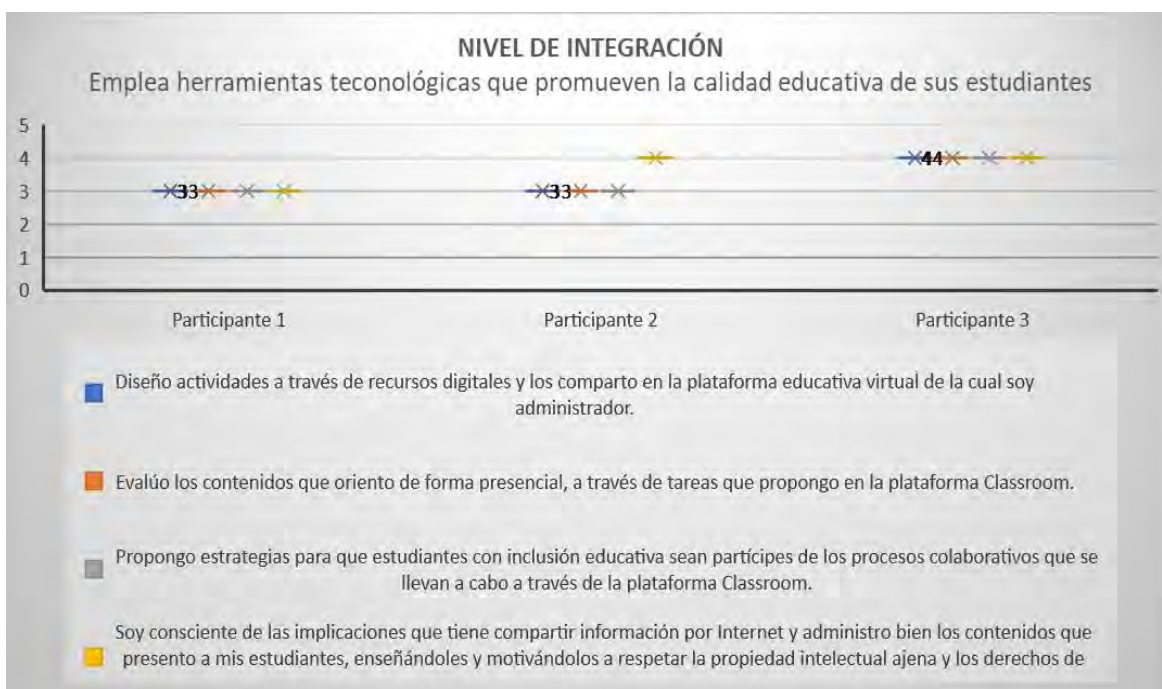 NIVEL DE INTEGRACIÓN
Emplea herramientas teconológicas que promueven la calidad educativa de sus estudiantes
5
4
3
2
1
0
33
33
44
Participante 1
Participante 2
Participante 3
Diseño actividades a través de recursos digitales y los comparto en la plataforma educativa virtual de la cual soy
administrador.
Evalúo los contenidos que oriento de forma presencial, a través de tareas que propongo en la plataforma Classroom.
Propongo estrategias para que estudiantes con inclusión educativa sean partícipes de los procesos colaborativos que se
llevan a cabo a través de la plataforma Classroom.
Soy consciente de las implicaciones que tiene compartir información por Internet y administro bien los contenidos que
presento a mis estudiantes, enseñándoles y motivándolos a respetar la propiedad intelectual ajena y los derechos de